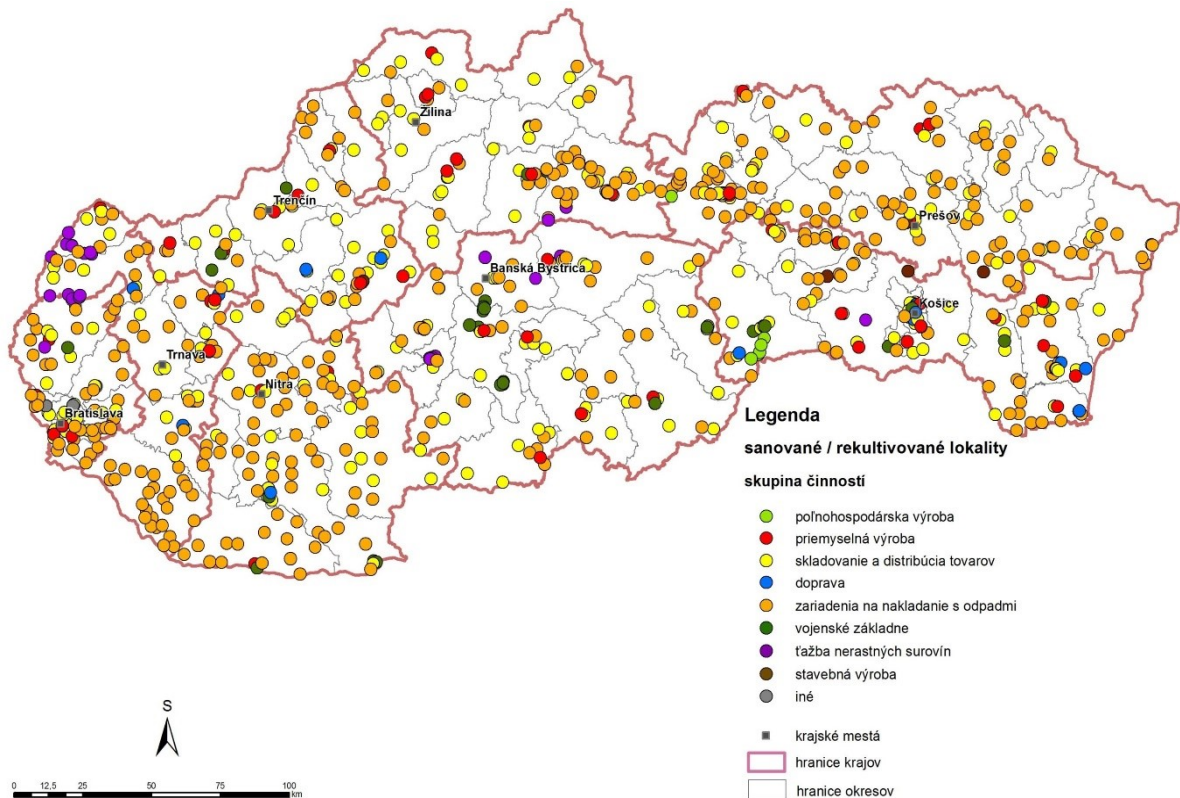 Žilina
Trenčín
Prešov
Banská Bystrica
Košice
Trnava
Nitra
Bratislava
Legenda
sanované / rekultivované lokality
skupina činností
poľnohospodárska výroba
priemyselná výroba
skladovanie a distribúcia tovarov
doprava
zariadenia na nakladanie s odpadmi
vojenské základne
ťažba nerastných surovín
stavebná výroba
iné
krajské mestá
hranice krajov
hranice okresov
S
0 12,5 25 50 75 100
km